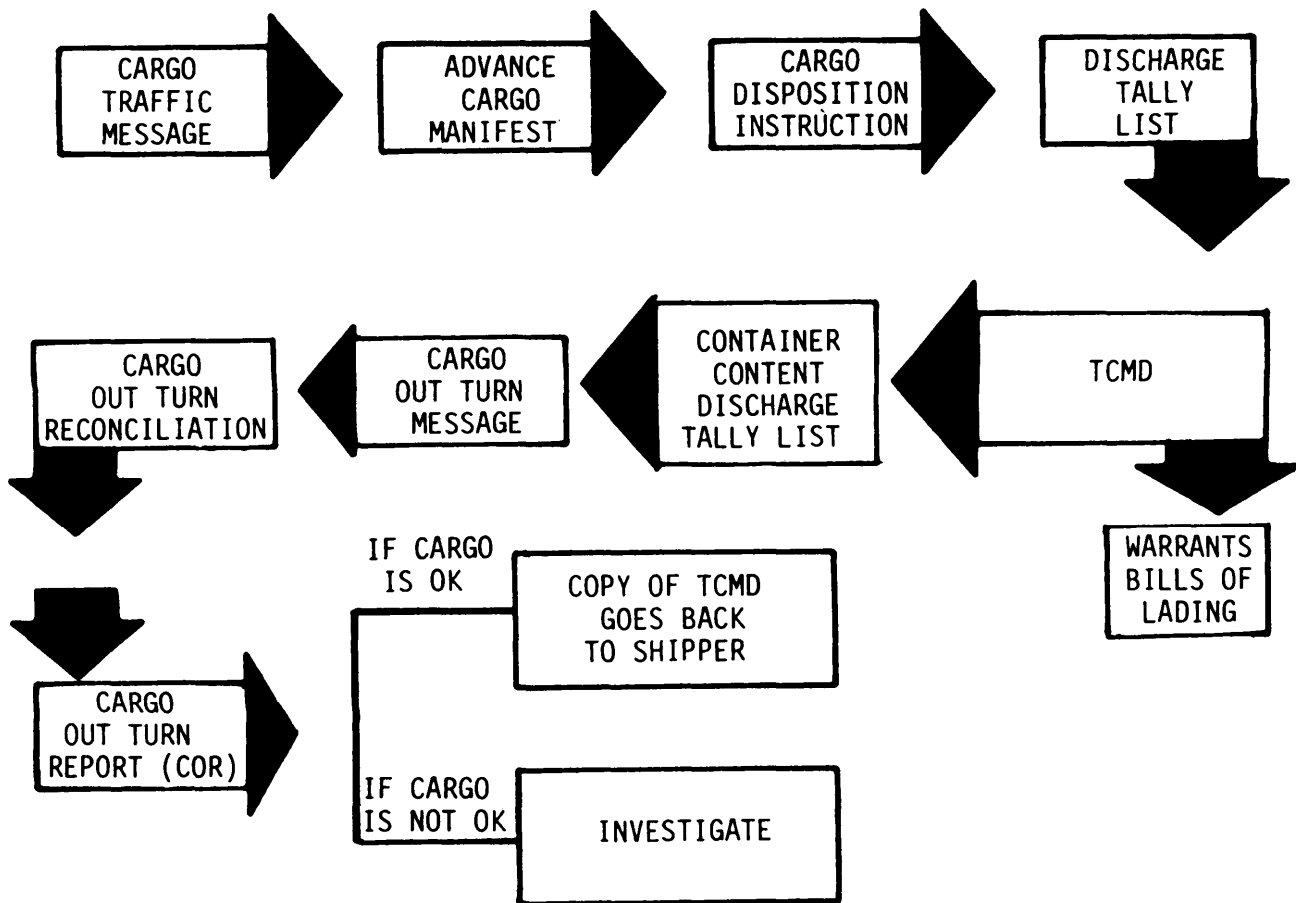 CARGO
TRAFFIC
MESSAGE
ADVANCE
CARGO
MANIFEST
CARGO
DISPOSITION
INSTRUCTION
DISCHARGE
TALLY
LIST
TCMD
CONTAINER
CONTENT
DISCHARGE
TALLY LIST
CARGO
OUT TURN
MESSAGE
CARGO
OUT TURN
RECONCILIATION
WARRANTS
BILLS OF
LADING
CARGO
OUT TURN
REPORT (COR)
IF CARGO
IS OK
COPY OF TCMD
GOES BACK
TO SHIPPER
IF CARGO
IS NOT OK
INVESTIGATE